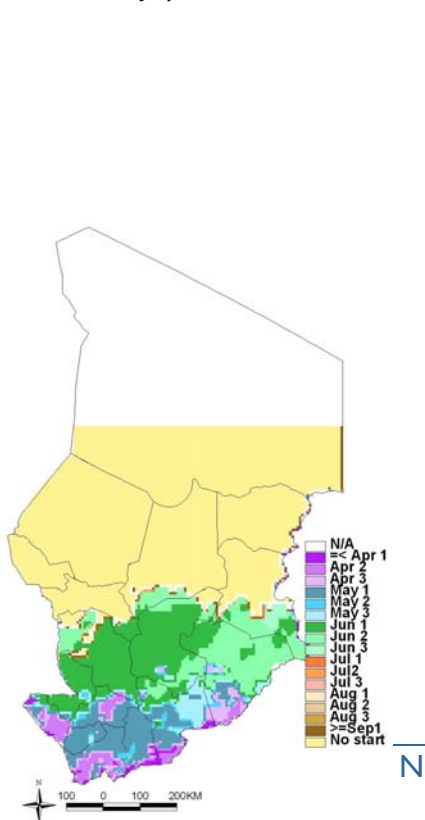 N/A
=< Apr 1
Apr 2
Apr 3
May 1
May 2
May 3
Jun 1
Jun 2
Jun 3
Jul 1
Jul2
Jul 3
Aug 1
Aug 2
Aug 3
>=Sep1
No start
N
N
100 0 100 200KM